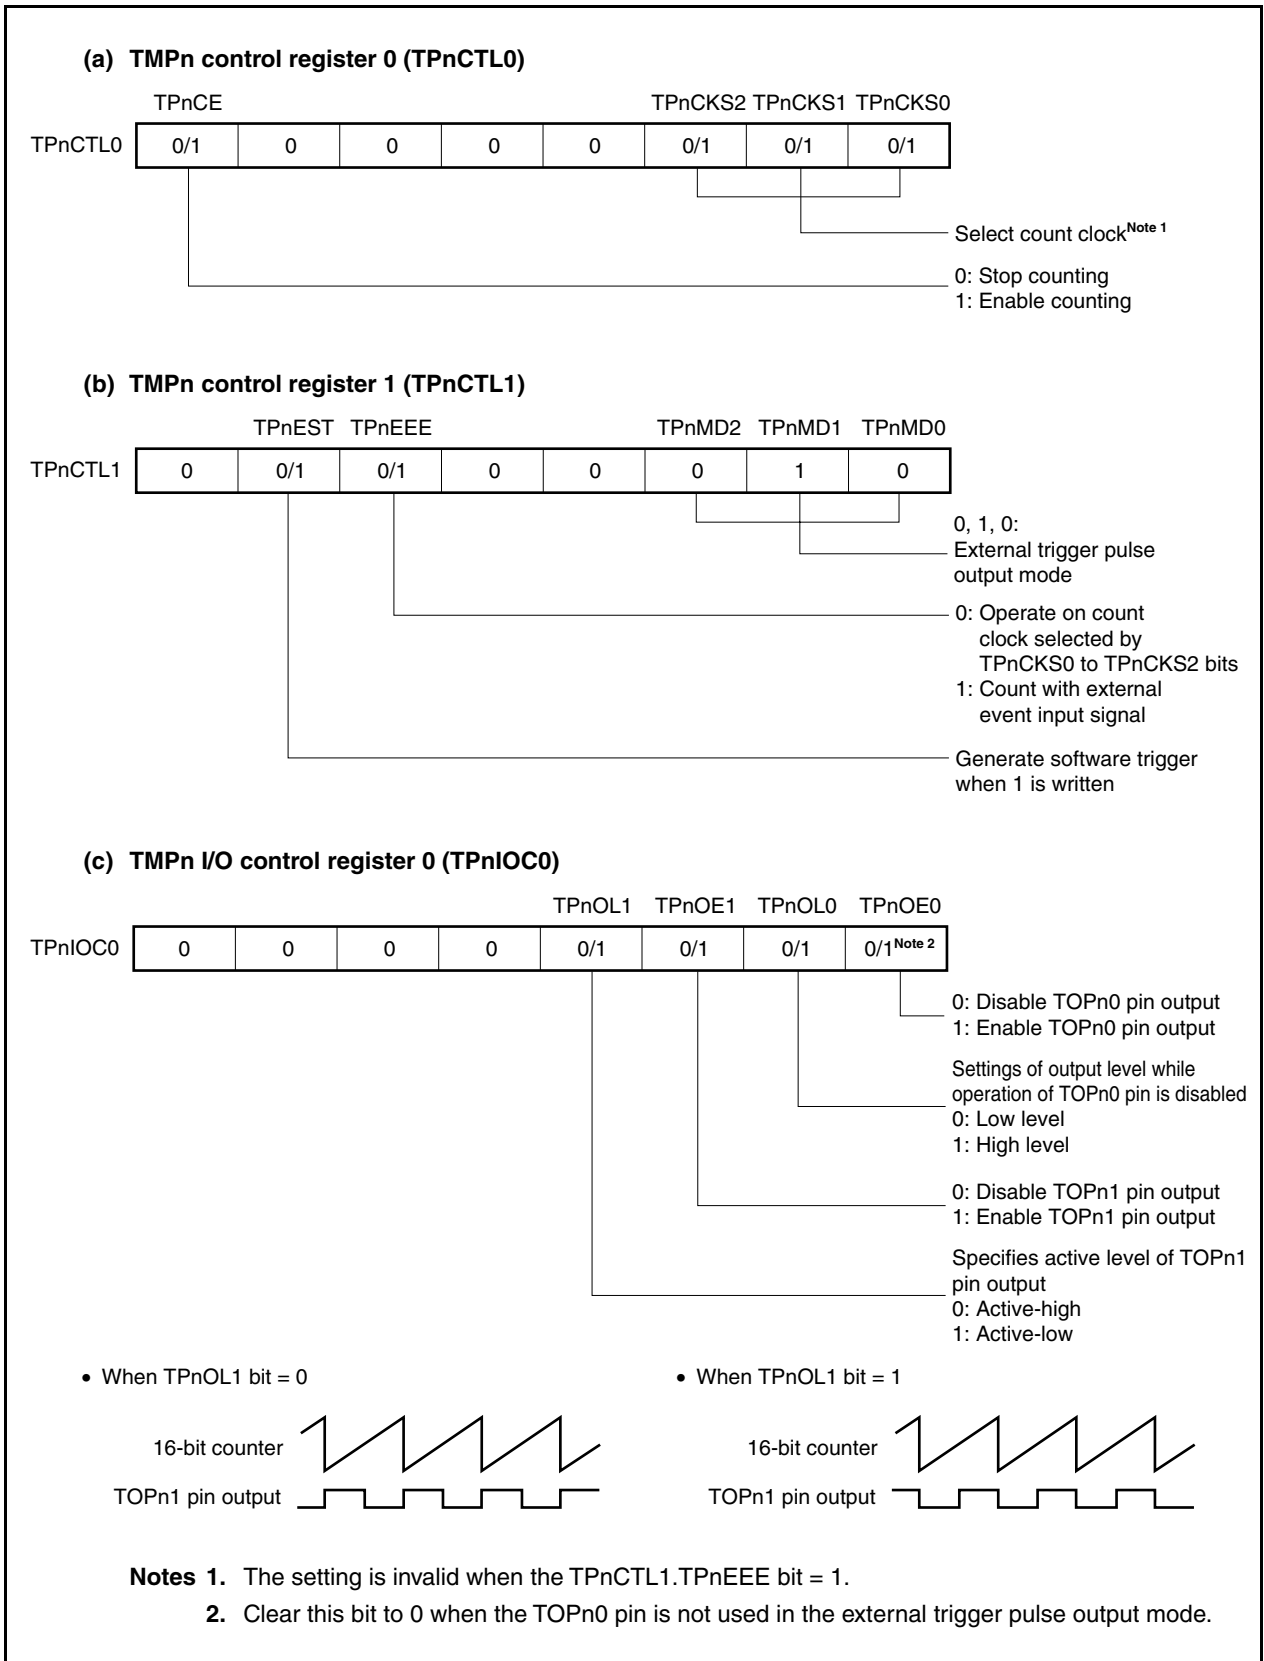 (a) TMPn control register 0 (TPnCTL0)
TPnCE TPnCKS2 TPnCKS1 TPnCKS0
TPnCTL0 0/1 0 0 0 0 0/1 0/1 0/1
Select count clock Note 1
0: Stop counting
1: Enable counting
(b) TMPn control register 1 (TPnCTL1)
TPnEST TPnEEE TPnMD2 TPnMD1 TPnMD0
TPnCTL1 0 0/1 0/1 0 0 0 1 0
0, 1, 0:
External trigger pulse
output mode
0: Operate on count
clock selected by
TPnCKS0 to TPnCKS2 bits
1: Count with external
event input signal
Generate software trigger
when 1 is written
(c) TMPn I/O control register 0 (TPnIOC0)
TPnOL1 TPnOE1 TPnOL0 TPnOE0
TPnIOC0 0 0 0 0 0/1 0/1 0/1 0/1 Note 2
0: Disable TOPn0 pin output
1: Enable TOPn0 pin output
Settings of output level while
operation of TOPn0 pin is disabled
0: Low level
1: High level
0: Disable TOPn1 pin output
1: Enable TOPn1 pin output
Specifies active level of TOPn1
pin output
0: Active-high
1: Active-low
• When TPnOL1 bit = 0 • When TPnOL1 bit = 1
16-bit counter 16-bit counter
TOPn1 pin output TOPn1 pin output
Notes 1. The setting is invalid when the TPnCTL1.TPnEEE bit = 1.
2. Clear this bit to 0 when the TOPn0 pin is not used in the external trigger pulse output mode.